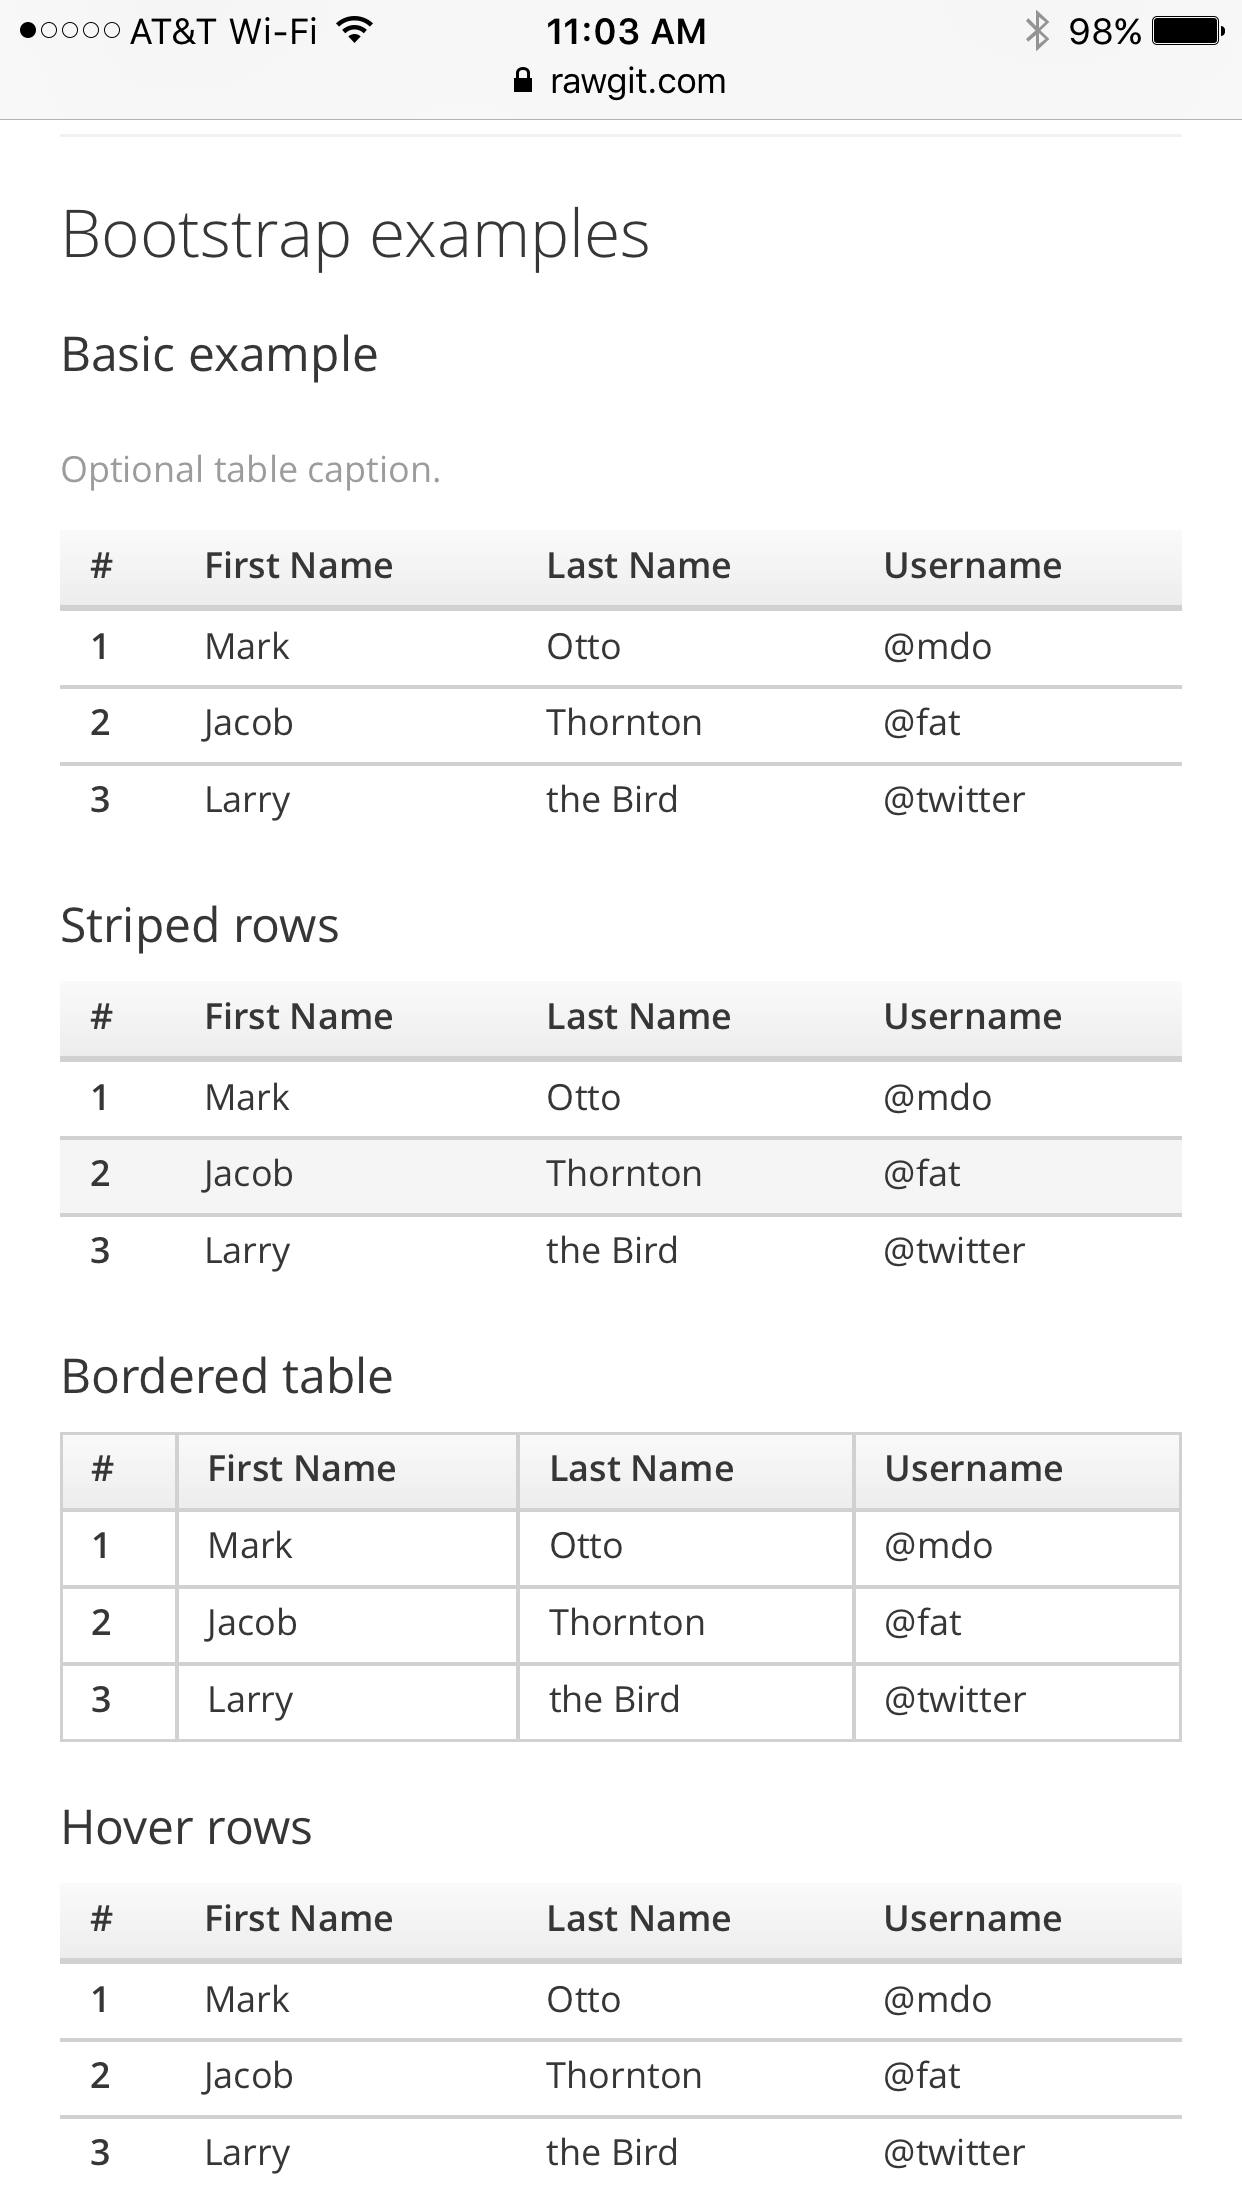 AT&T Wi-Fi 11:03 AM 98%
rawgit.com
Bootstrap examples
Basic example
Optional table caption.
# First Name Last Name Username
1 Mark Otto @mdo
2 Jacob Thornton @fat
3 Larry the Bird @twitter
Striped rows
# First Name Last Name Username
1 Mark Otto @mdo
2 Jacob Thornton @fat
3 Larry the Bird @twitter
Bordered table
# First Name Last Name Username
1 Mark Otto @mdo
2 Jacob Thornton @fat
3 Larry the Bird @twitter
Hover rows
# First Name Last Name Username
1 Mark Otto @mdo
2 Jacob Thornton @fat
3 Larry the Bird @twitter